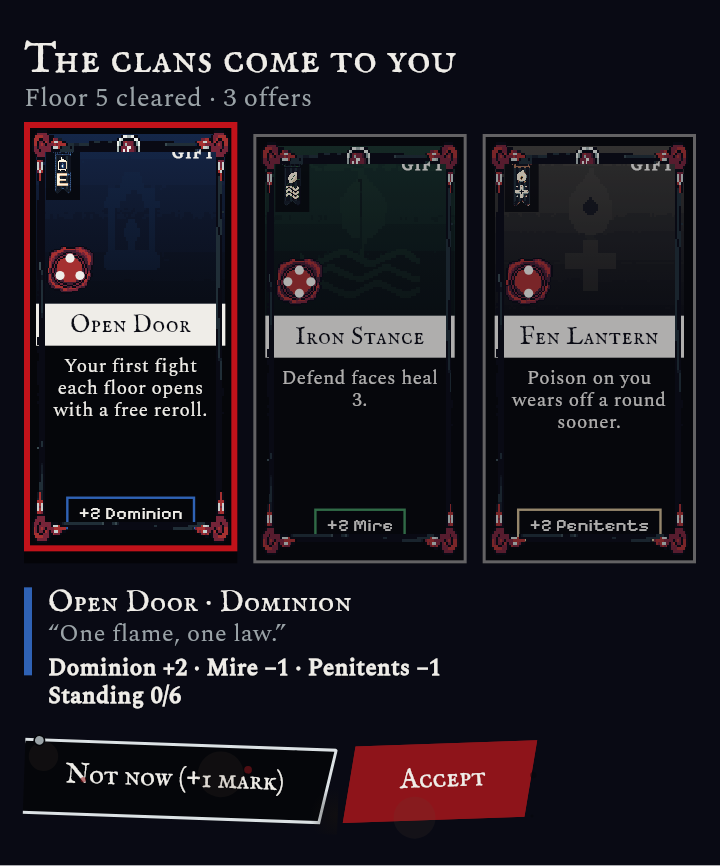 The clans come to you
Floor 5 cleared · 3 offers
GIFT
E
Open Door
Your first fight
each floor opens
with a free reroll.
+2 Dominion
GIFT
Iron Stance
Defend faces heal
3.
+2 Mire
GIFT
Fen Lantern
Poison on you
wears off a round
sooner.
+2 Penitents
Open Door · Dominion
“One flame, one law.”
Dominion +2 · Mire −1 · Penitents −1
Standing 0/6
Not now (+1 mark)
Accept